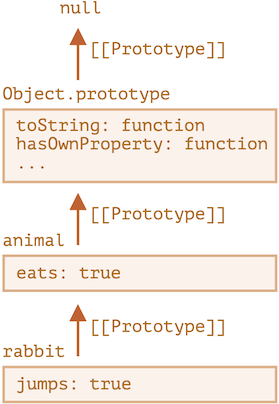 null
[[Prototype]]
Object.prototype
toString: function
hasOwnProperty: function
...
[[Prototype]]
animal
eats: true
[[Prototype]]
rabbit
jumps: true